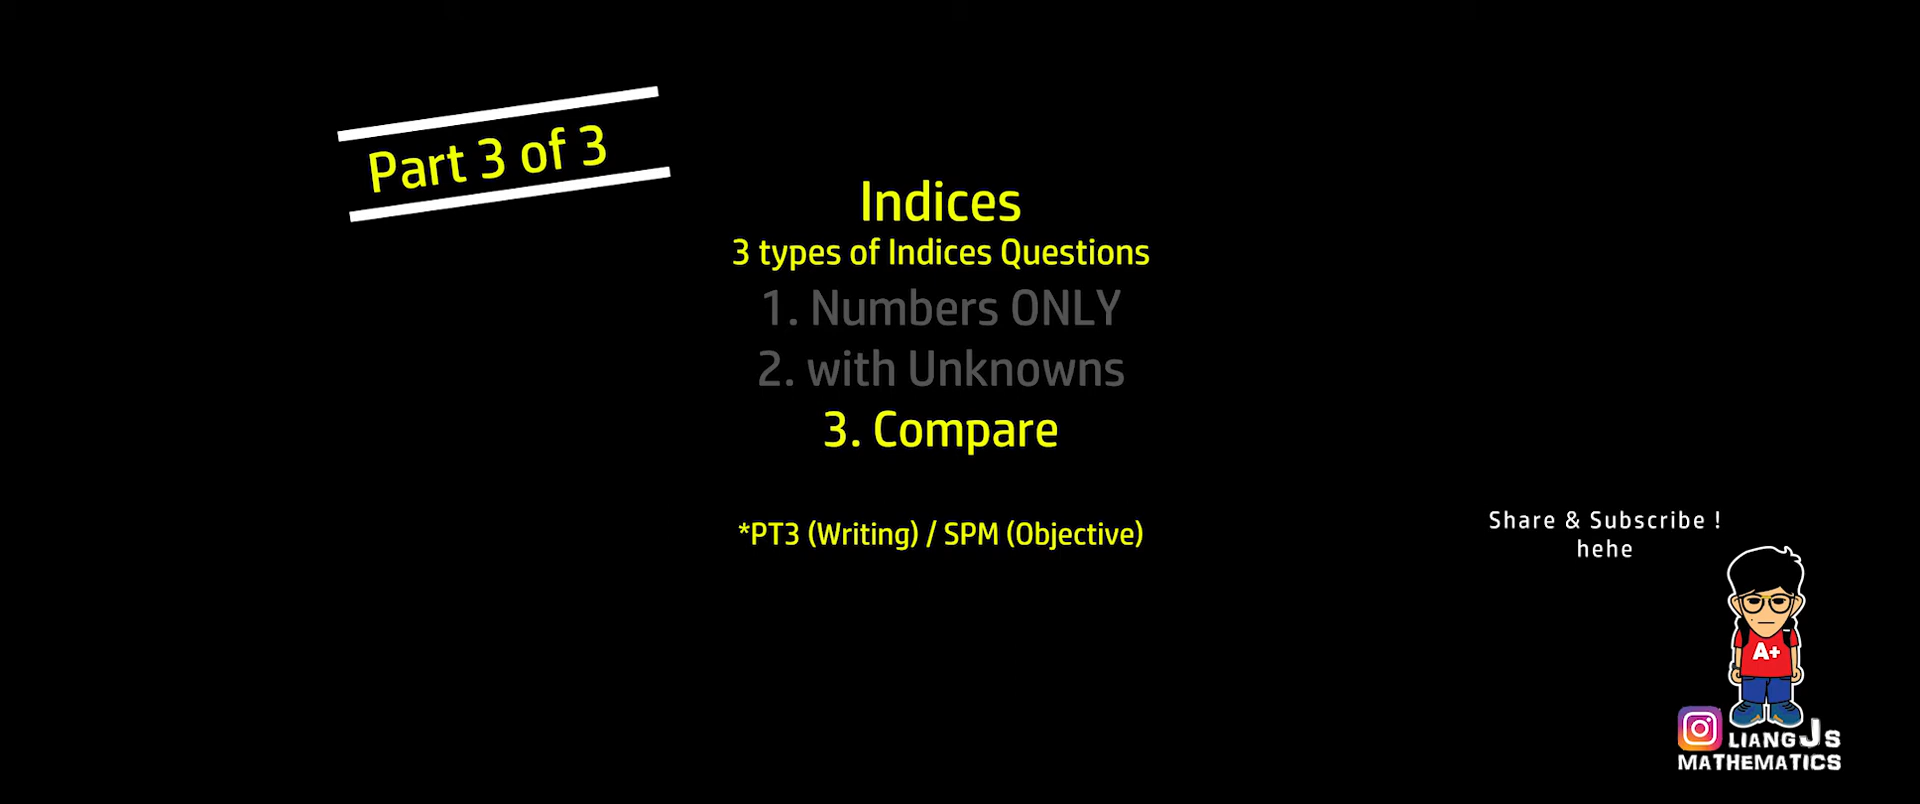 Part 3 of 3
Indices
3 types of Indices Questions
1. Numbers ONLY
2. with Unknowns
3. Compare
*PT3 (Writing) / SPM (Objective)
Share & Subscribe !
hehe
A+
LIANGJS
MATHEMATICS